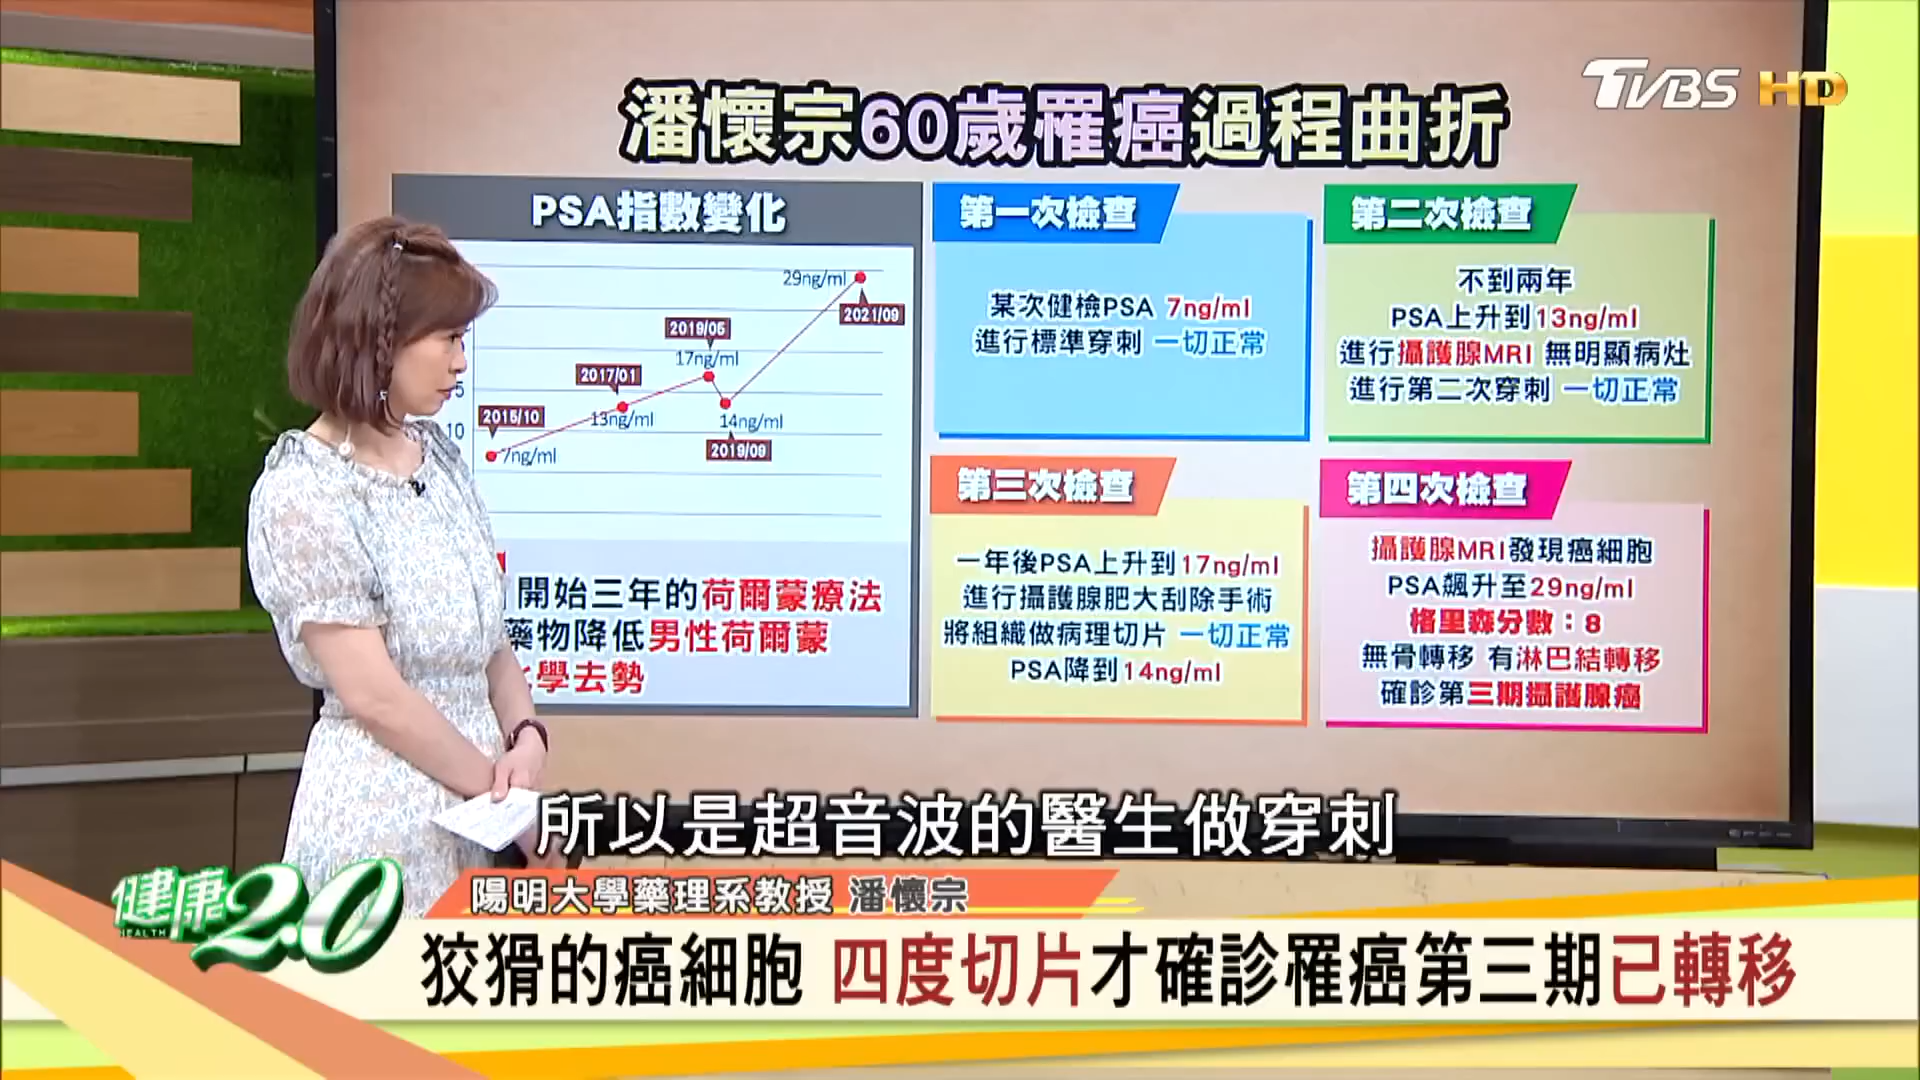 TVBS HD
潘懷宗60歲罹癌過程曲折
PSA指數變化
29ng/ml
2021/09
2019/05
17ng/ml
2017/01
13ng/ml
14ng/ml
2019/09
2015/10
7ng/ml
5
10
開始三年的荷爾蒙療法
藥物降低男性荷爾蒙
學去勢
第一次檢查
某次健檢PSA 7ng/ml
進行標準穿刺 一切正常
第二次檢查
不到兩年
PSA上升到13ng/ml
進行攝護腺MRI 無明顯病灶
進行第二次穿刺 一切正常
第三次檢查
一年後PSA上升到17ng/ml
進行攝護腺肥大刮除手術
將組織做病理切片 一切正常
PSA降到14ng/ml
第四次檢查
攝護腺MRI發現癌細胞
PSA飆升至29ng/ml
格里森分數：8
無骨轉移 有淋巴結轉移
確診第三期攝護腺癌
所以是超音波的醫生做穿刺
健康2.0
HEALTH
陽明大學藥理系教授 潘懷宗
狡猾的癌細胞 四度切片才確診罹癌第三期已轉移